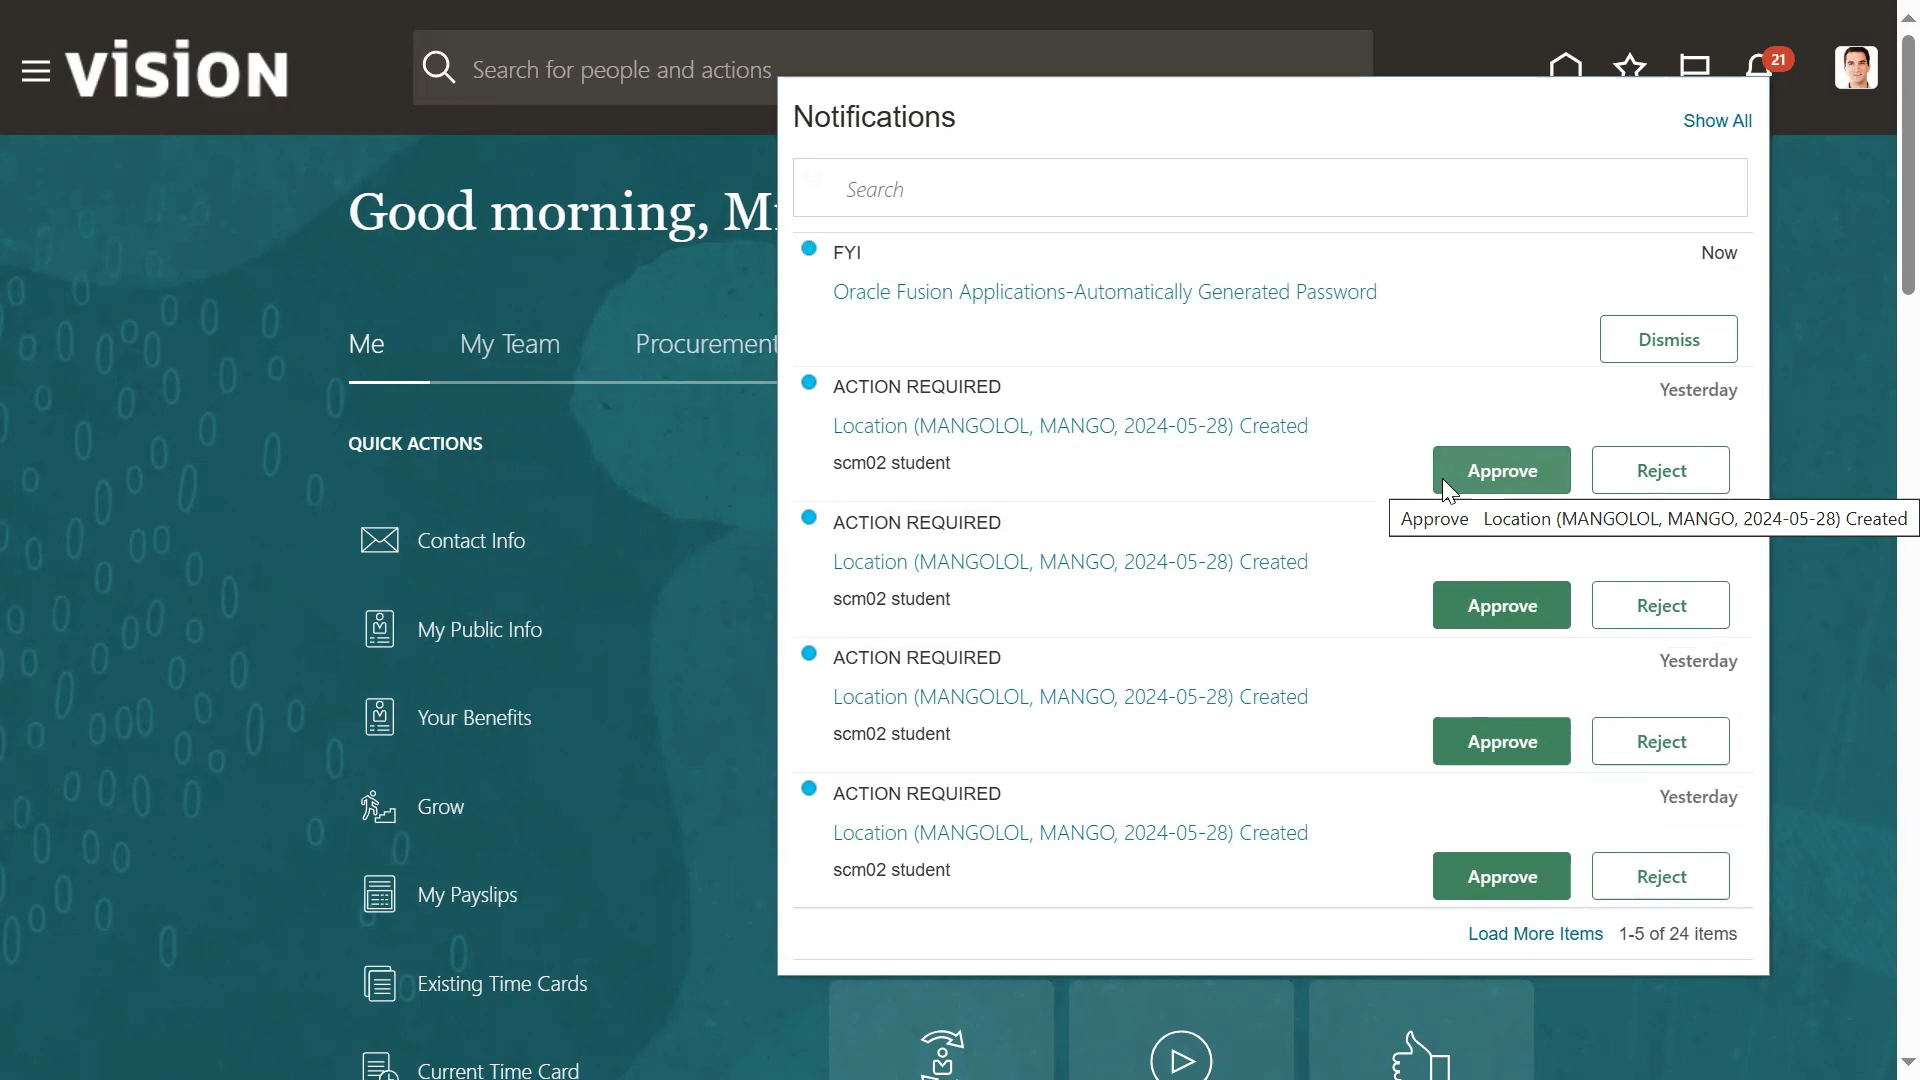 vision
Search for people and actions
21
Notifications
Show All
Search
Good morning, M
FYI
Now
Oracle Fusion Applications-Automatically Generated Password
Dismiss
Me
My Team
Procurement
ACTION REQUIRED
Yesterday
Location (MANGOLOL, MANGO, 2024-05-28) Created
scm02 student
Approve
Reject
Approve Location (MANGOLOL, MANGO, 2024-05-28) Created
ACTION REQUIRED
Location (MANGOLOL, MANGO, 2024-05-28) Created
scm02 student
Approve
Reject
ACTION REQUIRED
Yesterday
Location (MANGOLOL, MANGO, 2024-05-28) Created
scm02 student
Approve
Reject
ACTION REQUIRED
Yesterday
Location (MANGOLOL, MANGO, 2024-05-28) Created
scm02 student
Approve
Reject
Load More Items 1-5 of 24 items
QUICK ACTIONS
Contact Info
My Public Info
Your Benefits
Grow
My Payslips
Existing Time Cards
Current Time Card